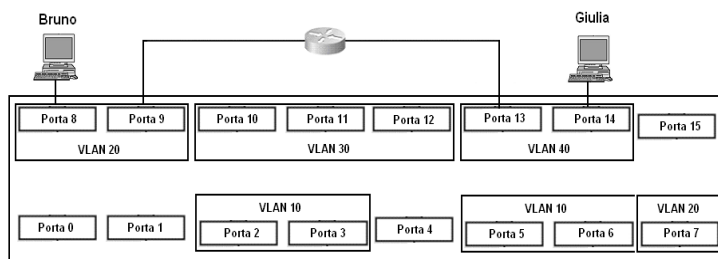 Bruno
Giulia
Porta 8
Porta 9
Porta 10
Porta 11
Porta 12
Porta 13
Porta 14
Porta 15
VLAN 20
VLAN 30
VLAN 40
VLAN 10
VLAN 10
VLAN 20
Porta 0
Porta 1
Porta 2
Porta 3
Porta 4
Porta 5
Porta 6
Porta 7